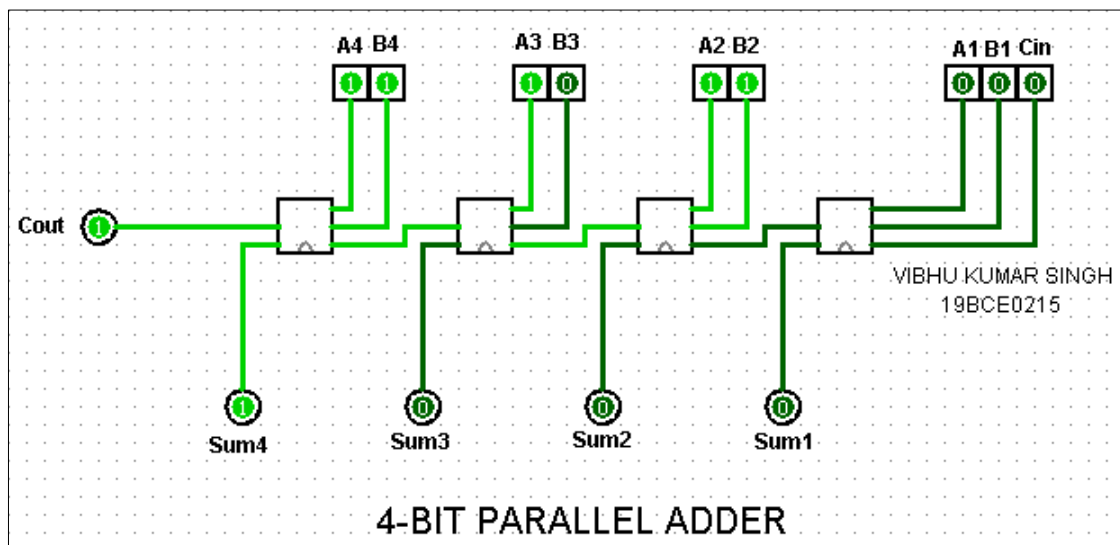 A4 B4 A3 B3 A2 B2 A1 B1 Cin
1 1 1 0 1 1 0 0 0
Cout 1
VIBHU KUMAR SINGH
19BCE0215
1 0 0 0
Sum4 Sum3 Sum2 Sum1
4-BIT PARALLEL ADDER